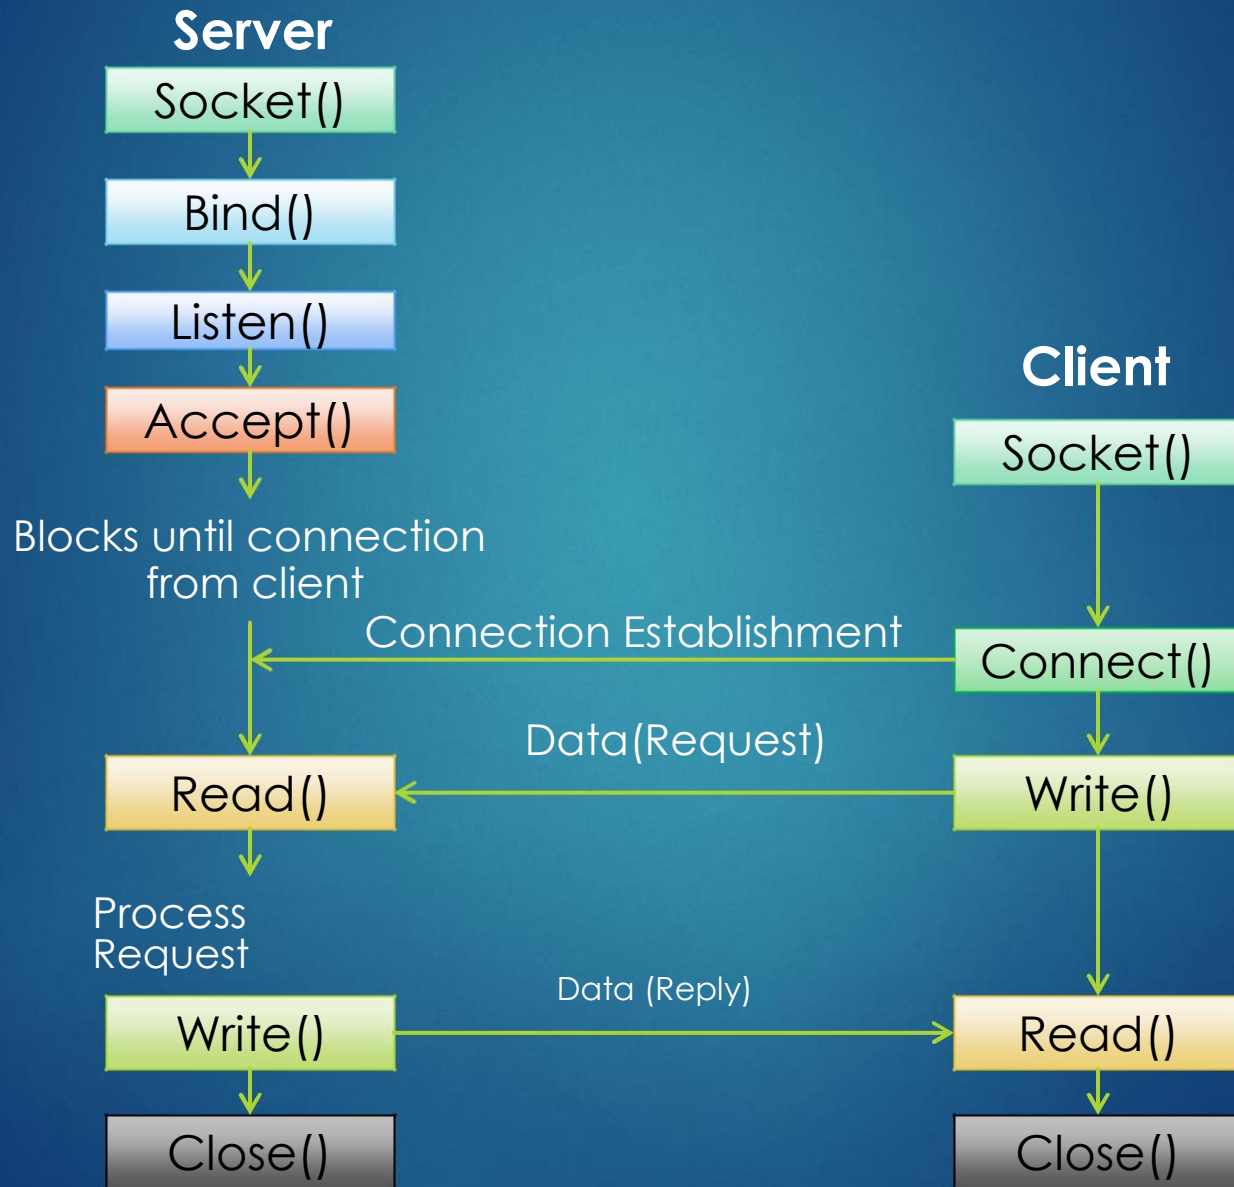 Server
Socket()
Bind()
Listen()
Accept()
Blocks until connection
from client
Client
Socket()
Connection Establishment
Connect()
Data(Request)
Read()
Write()
Process
Request
Data (Reply)
Write()
Read()
Close()
Close()